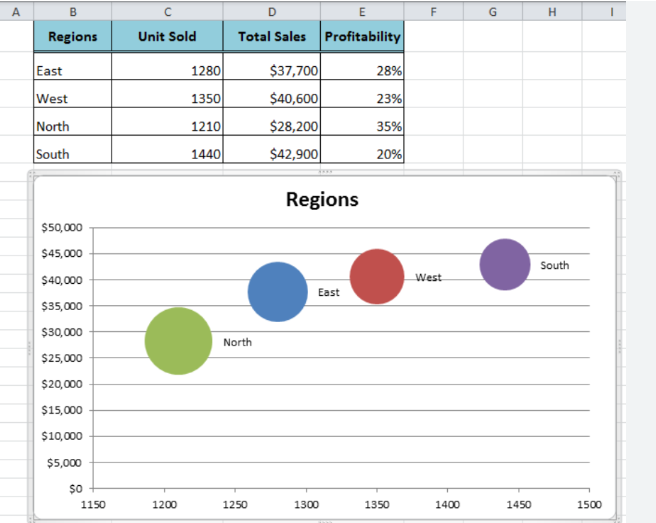 A B C D E F G H I
Regions Unit Sold Total Sales Profitability
East 1280 $37,700 28%
West 1350 $40,600 23%
North 1210 $28,200 35%
South 1440 $42,900 20%
Regions
$50,000
$45,000
$40,000
$35,000
$30,000
$25,000
$20,000
$15,000
$10,000
$5,000
$0
South
West
East
North
1150 1200 1250 1300 1350 1400 1450 1500